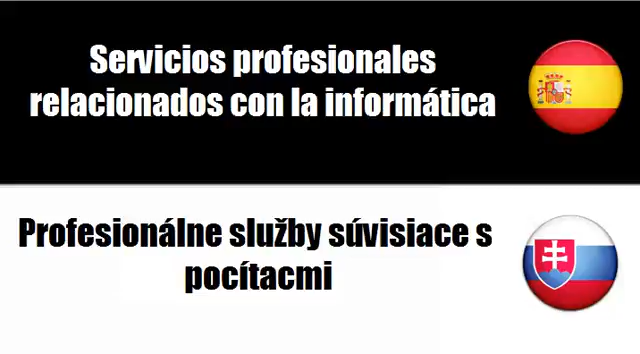 Servicios profesionales
relacionados con la informática
Profesionálne služby súvisiace s
pocítacmi